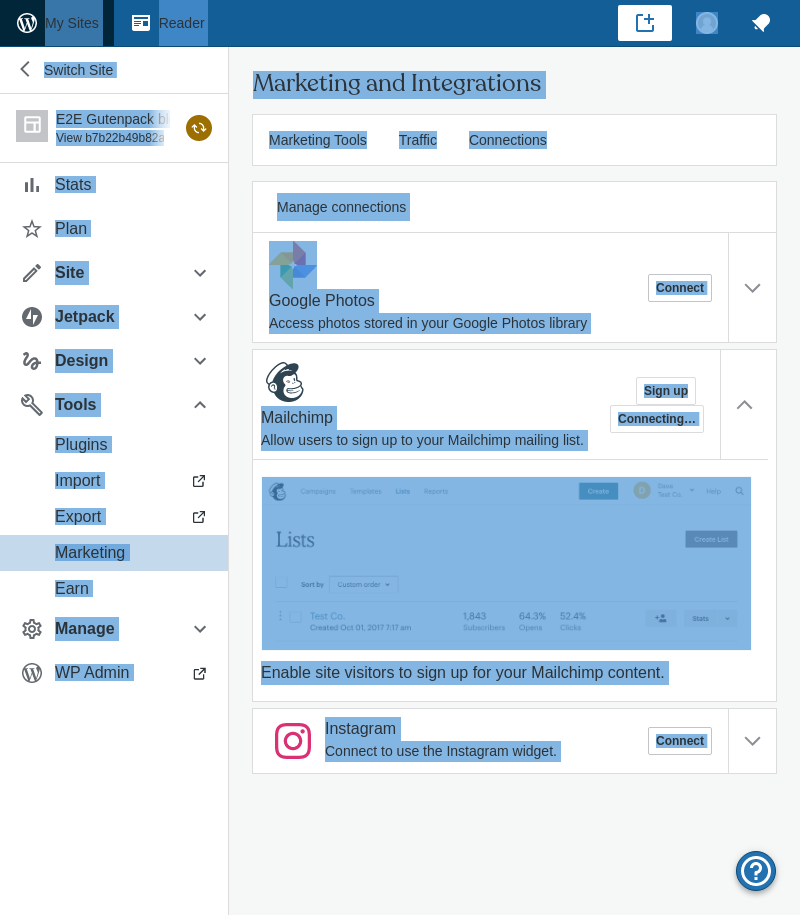 My Sites
Reader
Switch Site
E2E Gutenpack bl
View b7b22b49b82a
Stats
Plan
Site
Jetpack
Design
Tools
Plugins
Import
Export
Marketing
Earn
Manage
WP Admin
Marketing and Integrations
Marketing Tools Traffic Connections
Manage connections
Google Photos
Access photos stored in your Google Photos library
Connect
Mailchimp
Allow users to sign up to your Mailchimp mailing list.
Sign up
Connecting…
Campaigns Templates Lists Reports Create D Dave Help
Test Co.
Lists
Create List
Sort by Custom order
Test Co. 1,843 64.3% 52.4% Stats
Created Oct 01, 2017 7:17 am Subscribers Opens Clicks
Enable site visitors to sign up for your Mailchimp content.
Instagram
Connect to use the Instagram widget.
Connect